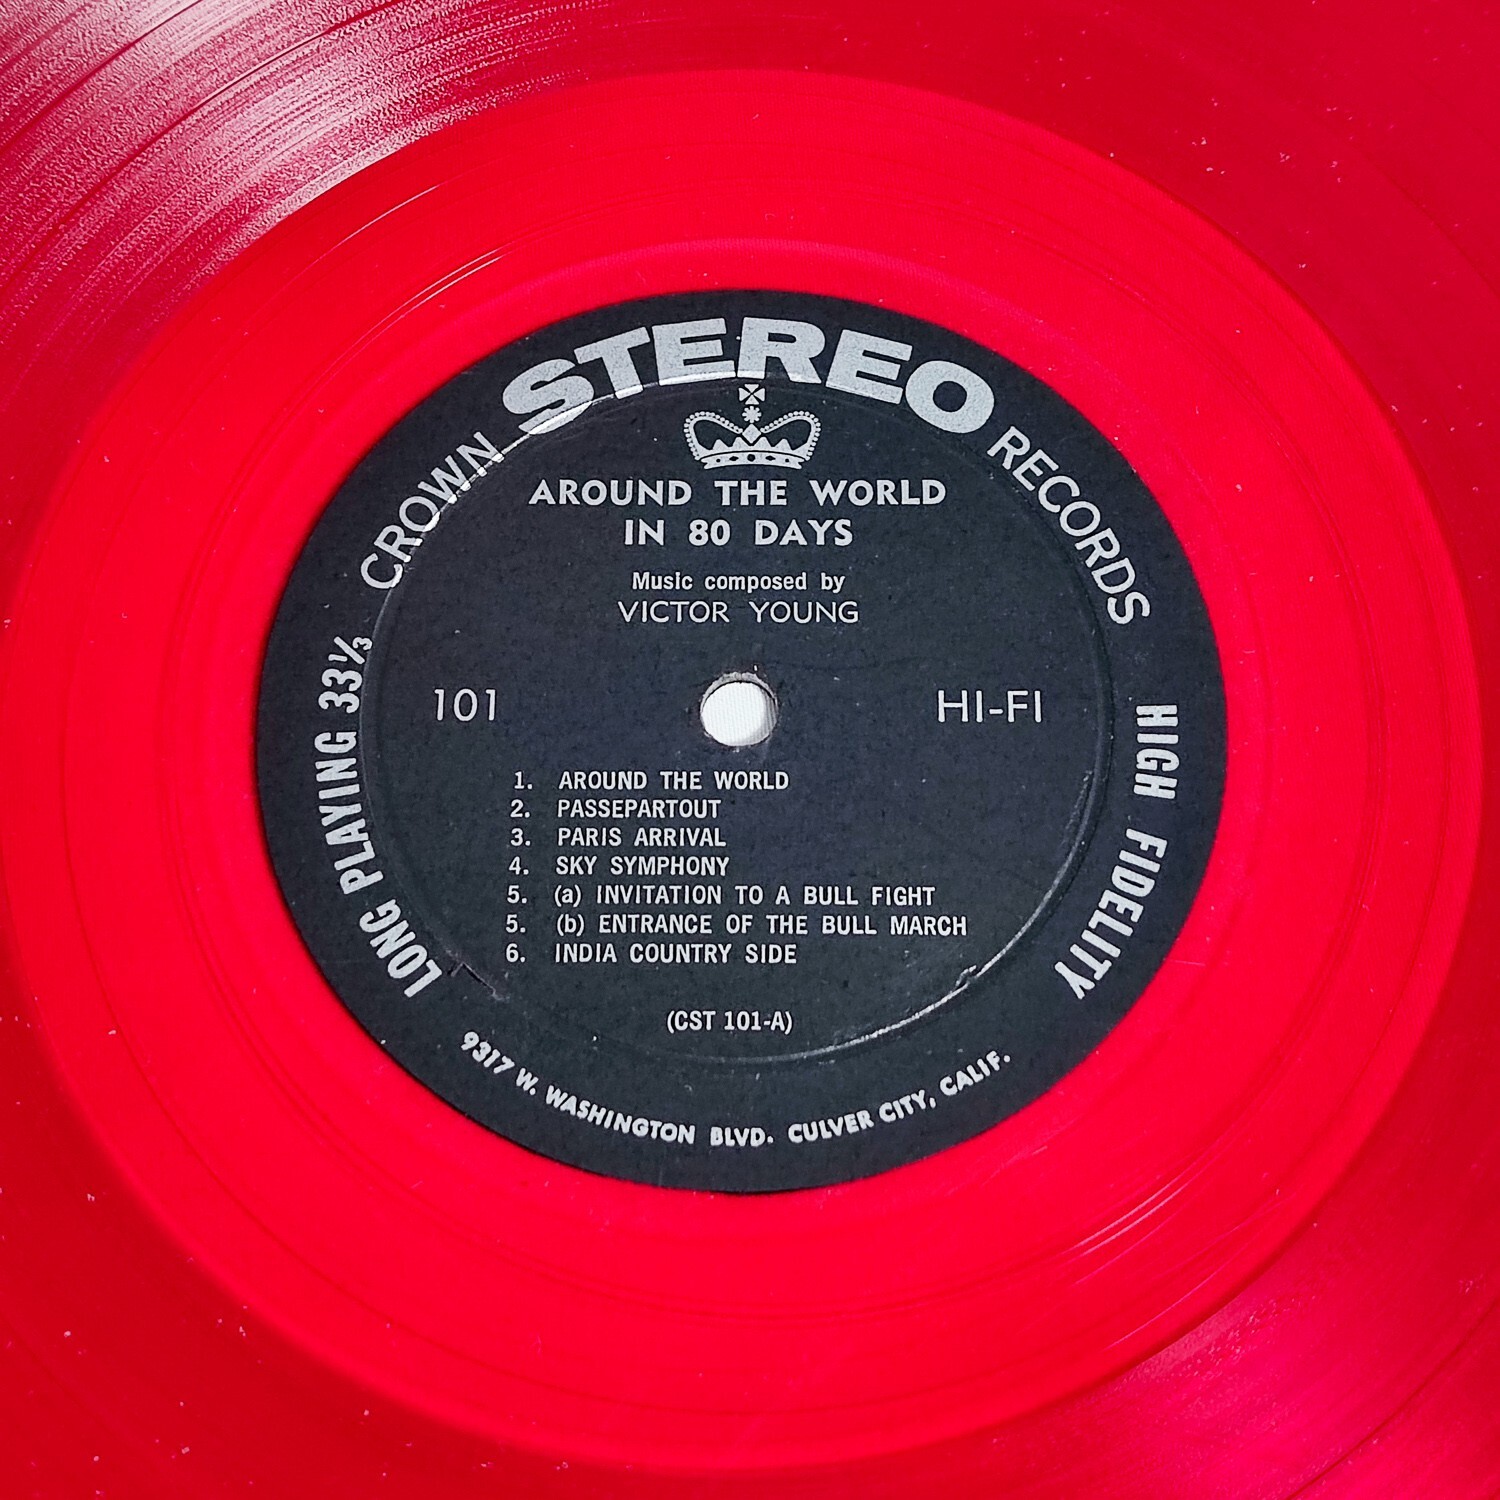 CROWN STEREO RECORDS
AROUND THE WORLD
IN 80 DAYS
Music composed by
VICTOR YOUNG
101
HI-FI
1. AROUND THE WORLD
2. PASSEPARTOUT
3. PARIS ARRIVAL
4. SKY SYMPHONY
5. (a) INVITATION TO A BULL FIGHT
5. (b) ENTRANCE OF THE BULL MARCH
6. INDIA COUNTRY SIDE
(CST 101-A)
LONG PLAYING 33⅓
HIGH FIDELITY
9317 W. WASHINGTON BLVD. CULVER CITY, CALIF.